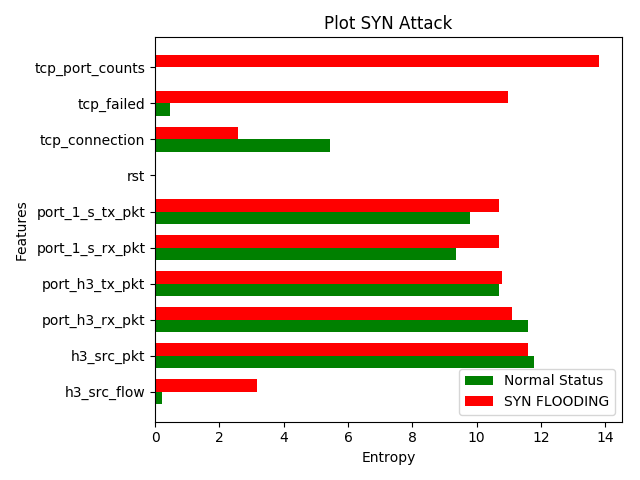 Plot SYN Attack
tcp_port_counts
tcp_failed
tcp_connection
rst
port_1_s_tx_pkt
port_1_s_rx_pkt
port_h3_tx_pkt
port_h3_rx_pkt
h3_src_pkt
h3_src_flow
Features
Normal Status
SYN FLOODING
0 2 4 6 8 10 12 14
Entropy